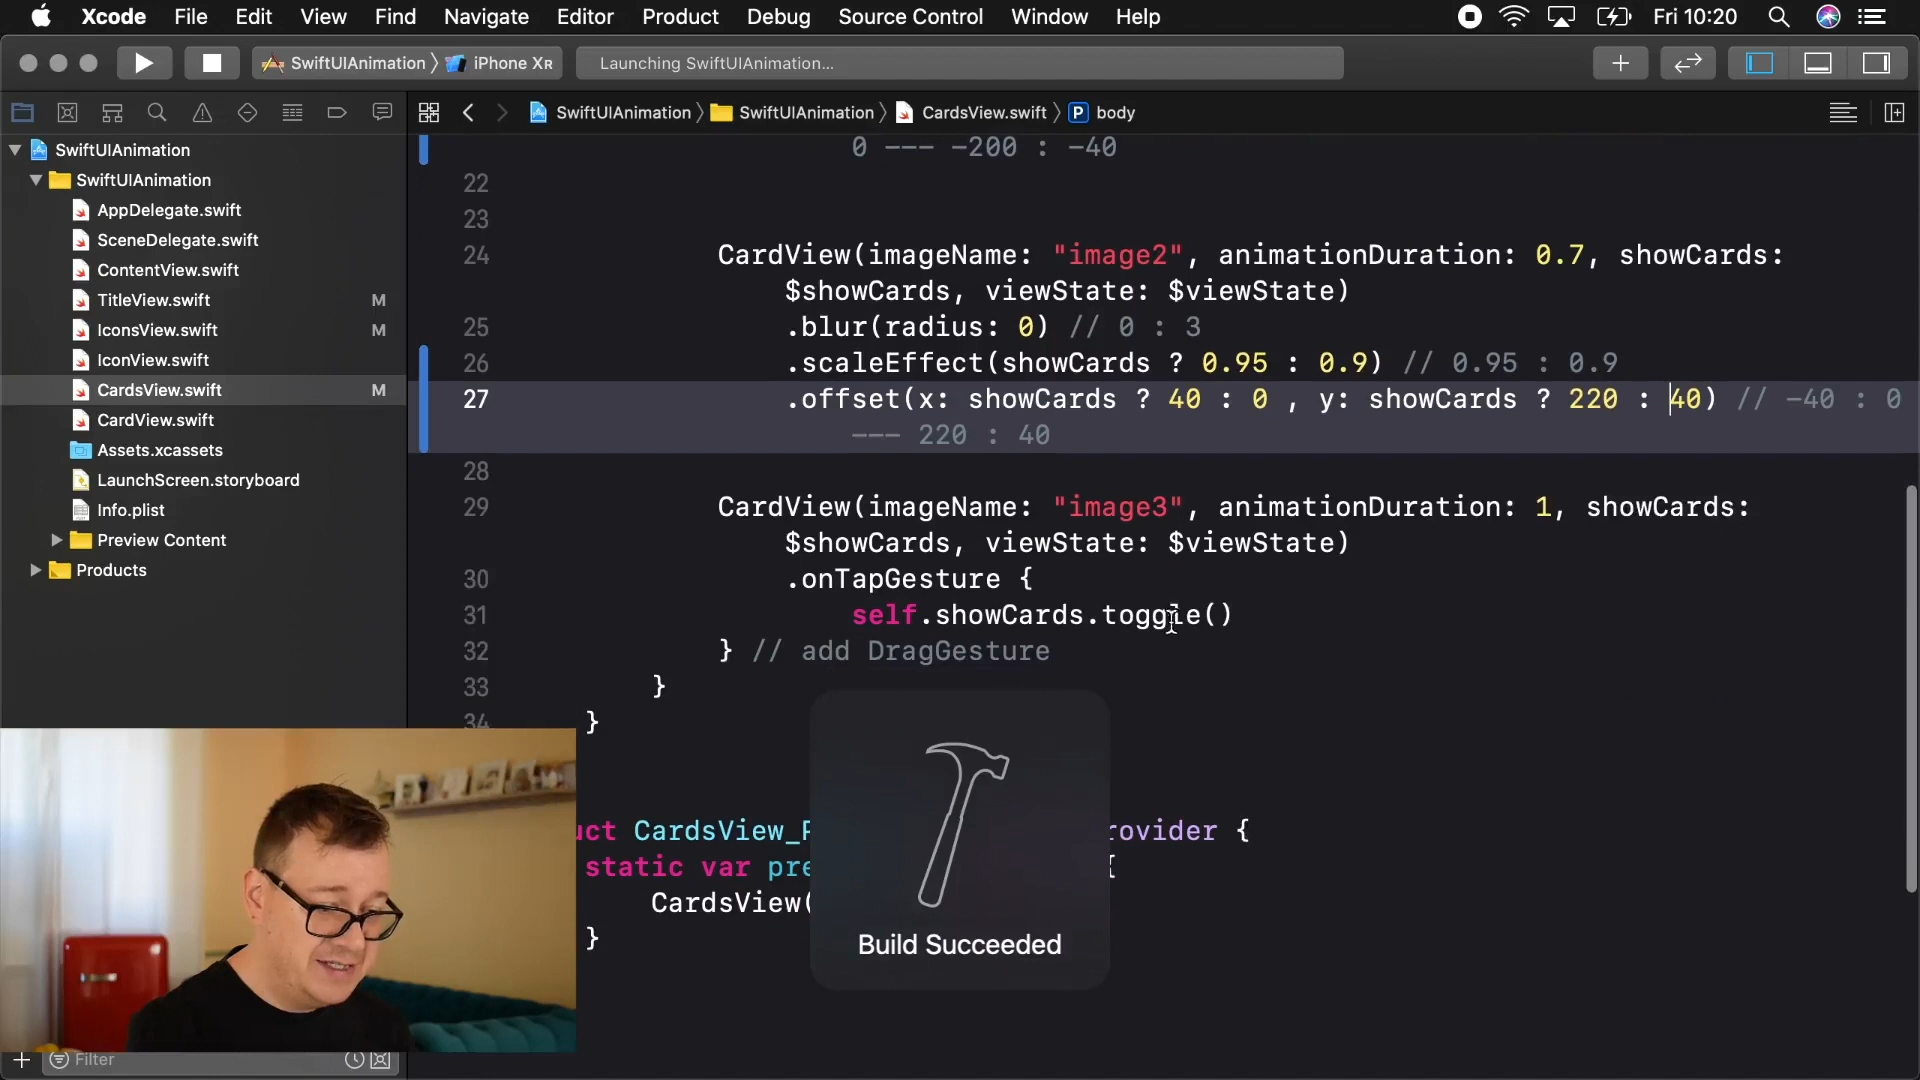 Xcode File Edit View Find Navigate Editor Product Debug Source Control Window Help Fri 10:20
SwiftUIAnimation iPhone XR Launching SwiftUIAnimation...
SwiftUIAnimation SwiftUIAnimation CardsView.swift P body
SwiftUIAnimation
SwiftUIAnimation
AppDelegate.swift
SceneDelegate.swift
ContentView.swift
TitleView.swift M
IconsView.swift M
IconView.swift
CardsView.swift M
CardView.swift
Assets.xcassets
LaunchScreen.storyboard
Info.plist
Preview Content
Products
Filter
0 --- -200 : -40
22
23
24 CardView(imageName: "image2", animationDuration: 0.7, showCards:
$showCards, viewState: $viewState)
25 .blur(radius: 0) // 0 : 3
26 .scaleEffect(showCards ? 0.95 : 0.9) // 0.95 : 0.9
27 .offset(x: showCards ? 40 : 0 , y: showCards ? 220 : 40) // -40 : 0
--- 220 : 40
28
29 CardView(imageName: "image3", animationDuration: 1, showCards:
$showCards, viewState: $viewState)
30 .onTapGesture {
31 self.showCards.toggle()
32 } // add DragGesture
33 }
34 }
uct CardsView_P rovider {
static var pre {
CardsView(
}
Build Succeeded